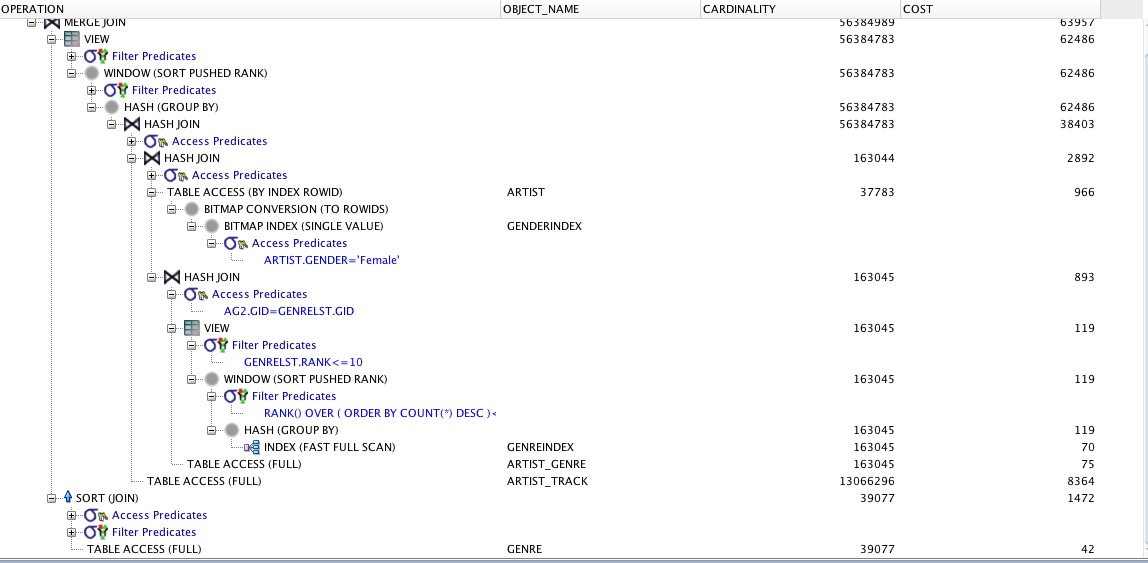 OPERATION OBJECT_NAME CARDINALITY COST
MERGE JOIN 56384989 63957
VIEW 56384783 62486
Filter Predicates
WINDOW (SORT PUSHED RANK) 56384783 62486
Filter Predicates
HASH (GROUP BY) 56384783 62486
HASH JOIN 56384783 38403
Access Predicates
HASH JOIN 163044 2892
Access Predicates
TABLE ACCESS (BY INDEX ROWID) ARTIST 37783 966
BITMAP CONVERSION (TO ROWIDS)
BITMAP INDEX (SINGLE VALUE) GENDERINDEX
Access Predicates
ARTIST.GENDER='Female'
HASH JOIN 163045 893
Access Predicates
AG2.GID=GENRELST.GID
VIEW 163045 119
Filter Predicates
GENRELST.RANK<=10
WINDOW (SORT PUSHED RANK) 163045 119
Filter Predicates
RANK() OVER ( ORDER BY COUNT(*) DESC )<
HASH (GROUP BY) 163045 119
INDEX (FAST FULL SCAN) GENREINDEX 163045 70
TABLE ACCESS (FULL) ARTIST_GENRE 163045 75
TABLE ACCESS (FULL) ARTIST_TRACK 13066296 8364
SORT (JOIN) 39077 1472
Access Predicates
Filter Predicates
TABLE ACCESS (FULL) GENRE 39077 42